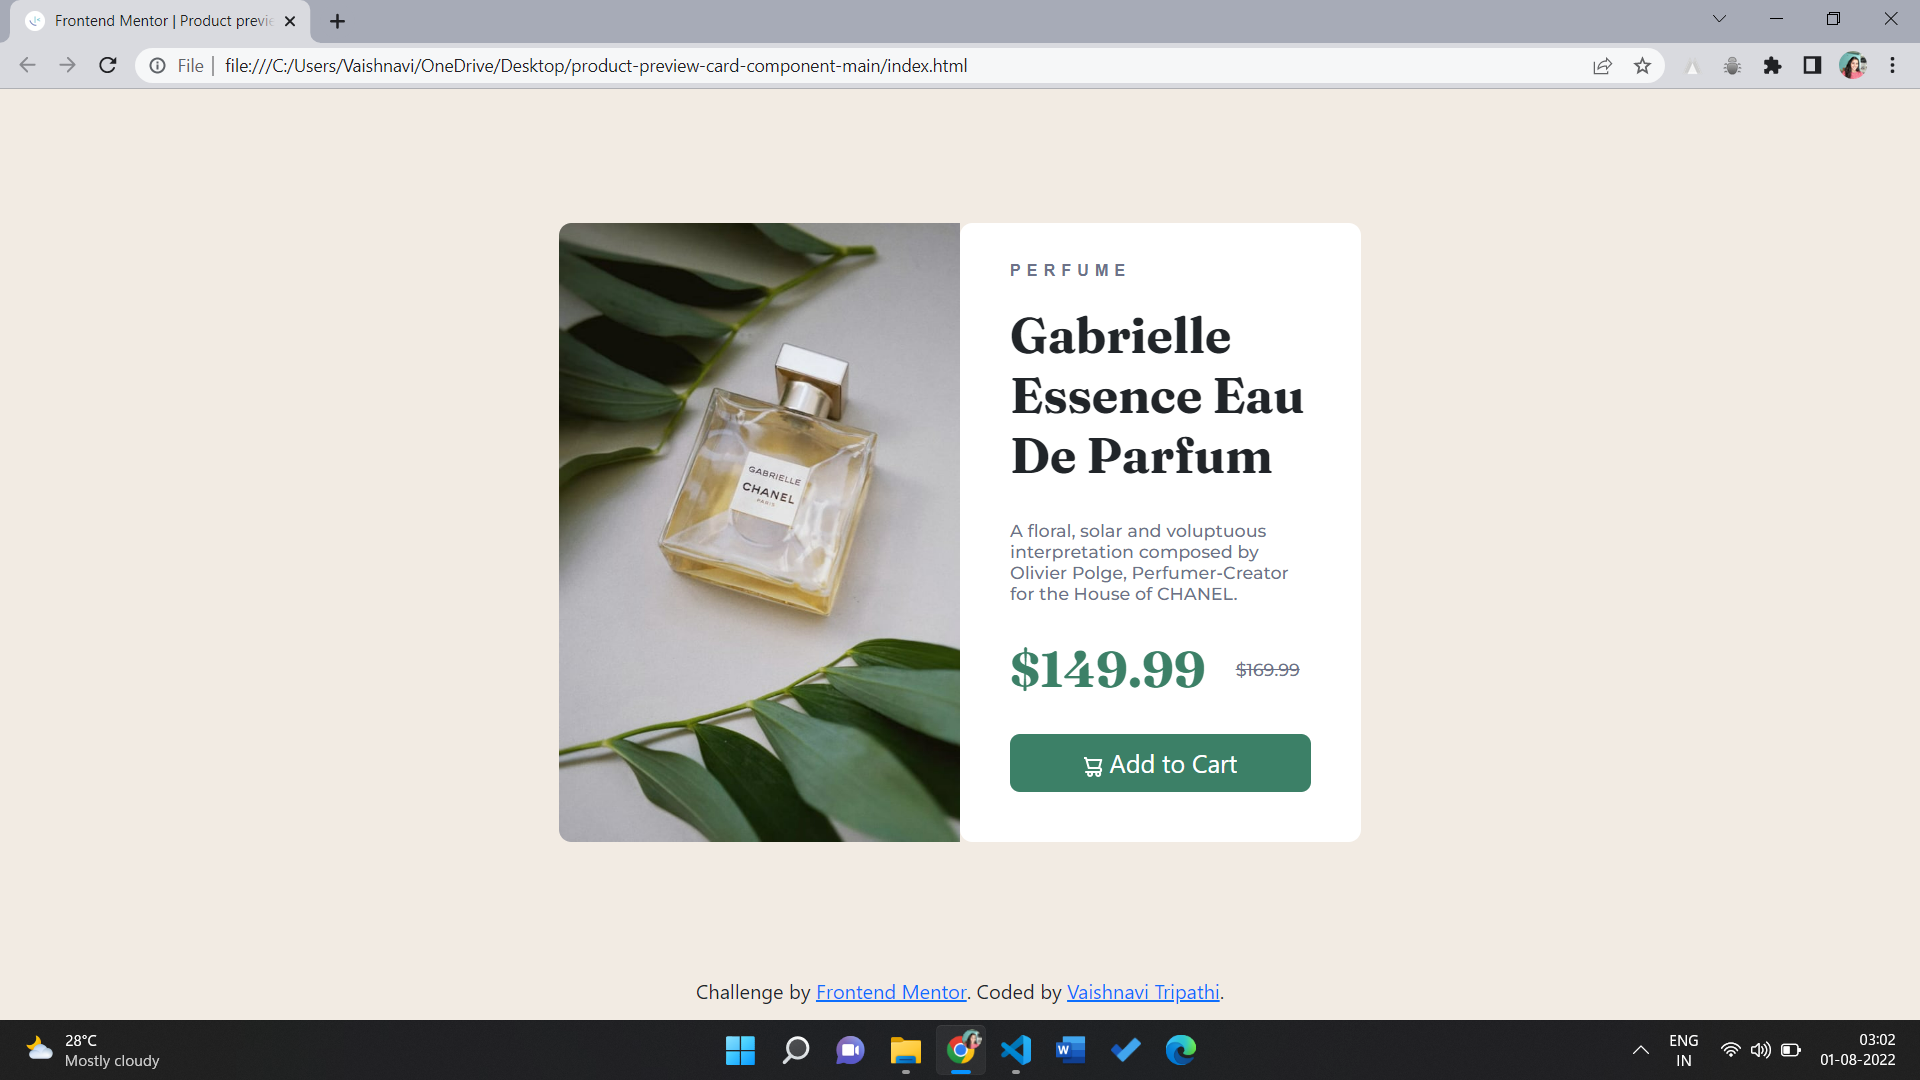 Frontend Mentor | Product previe
File
file:///C:/Users/Vaishnavi/OneDrive/Desktop/product-preview-card-component-main/index.html
GABRIELLE
CHANEL
PARIS
PERFUME
Gabrielle
Essence Eau
De Parfum
A floral, solar and voluptuous
interpretation composed by
Olivier Polge, Perfumer-Creator
for the House of CHANEL.
$149.99 $169.99
Add to Cart
Challenge by Frontend Mentor. Coded by Vaishnavi Tripathi.
28°C
Mostly cloudy
W
ENG
IN
03:02
01-08-2022